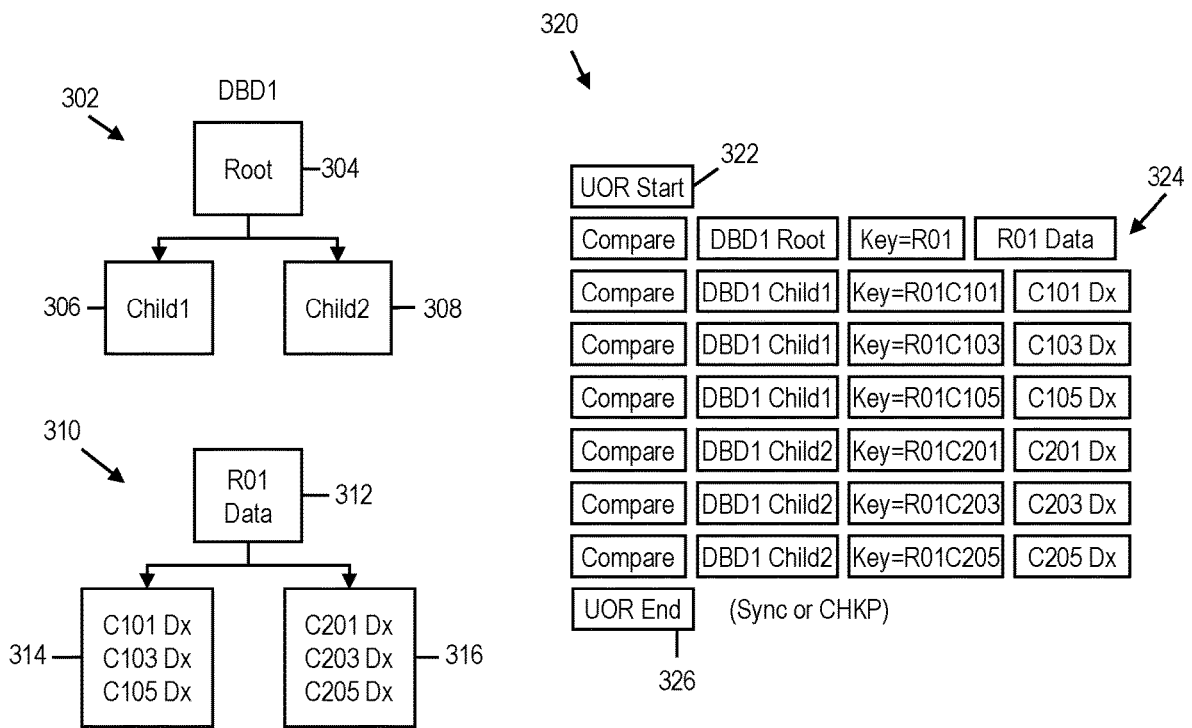 302
DBD1
Root
304
306
Child1
Child2
308
310
R01
Data
312
314
C101 Dx
C103 Dx
C105 Dx
C201 Dx
C203 Dx
C205 Dx
316
320
322
UOR Start
324
Compare DBD1 Root Key=R01 R01 Data
Compare DBD1 Child1 Key=R01C101 C101 Dx
Compare DBD1 Child1 Key=R01C103 C103 Dx
Compare DBD1 Child1 Key=R01C105 C105 Dx
Compare DBD1 Child2 Key=R01C201 C201 Dx
Compare DBD1 Child2 Key=R01C203 C203 Dx
Compare DBD1 Child2 Key=R01C205 C205 Dx
UOR End (Sync or CHKP)
326